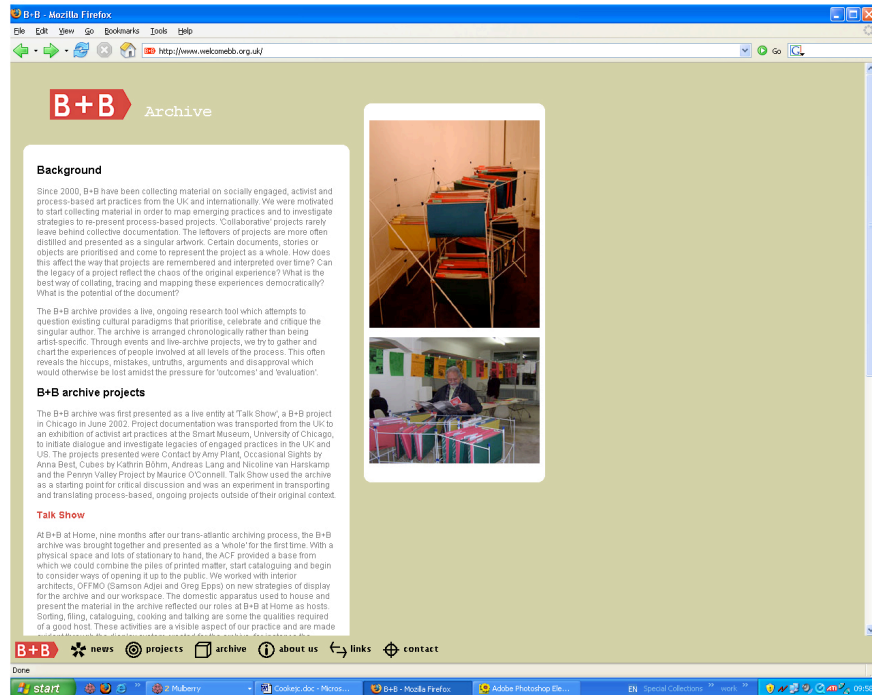 B+B - Mozilla Firefox
File Edit View Go Bookmarks Tools Help
http://www.welcomebb.org.uk/
Go
G
B+B Archive
Background
Since 2000, B+B have been collecting material on socially engaged, activist and
process-based art practices from the UK and internationally. We were motivated
to start collecting material in order to map emerging practices and to investigate
strategies to re-present process-based projects. 'Collaborative' projects rarely
leave behind collective documentation. The leftovers of projects are more often
distilled and presented as a singular artwork. Certain documents, stories or
objects are prioritised and come to represent the project as a whole. How does
this affect the way that projects are remembered and interpreted over time? Can
the legacy of a project reflect the chaos of the original experience? What is the
best way of collating, tracing and mapping these experiences democratically?
What is the potential of the document?
The B+B archive provides a live, ongoing research tool which attempts to
question existing cultural paradigms that prioritise, celebrate and critique the
singular author. The archive is arranged chronologically rather than being
artist-specific. Through events and live-archive projects, we try to gather and
chart the experiences of people involved at all levels of the process. This often
reveals the hiccups, mistakes, untruths, arguments and disapproval which
would otherwise be lost amidst the pressure for 'outcomes' and 'evaluation'.
B+B archive projects
The B+B archive was first presented as a live entity at 'Talk Show', a B+B project
in Chicago in June 2002. Project documentation was transported from the UK to
an exhibition of activist art practices at the Smart Museum, University of Chicago,
to initiate dialogue and investigate legacies of engaged practices in the UK and
US. The projects presented were Contact by Amy Plant, Occasional Sights by
Anna Best, Cubes by Kathrin Böhm, Andreas Lang and Nicoline van Harskamp
and the Penryn Valley Project by Maurice O'Connell. Talk Show used the archive
as a starting point for critical discussion and was an experiment in transporting
and translating process-based, ongoing projects outside of their original context.
Talk Show
At B+B at Home, nine months after our trans-atlantic archiving process, the B+B
archive was brought together and presented as a 'whole' for the first time. With a
physical space and lots of stationary to hand, the ACF provided a base from
which we could combine the piles of printed matter, start cataloguing and begin
to consider ways of opening it up to the public. We worked with interior
architects, OFFMO (Samson Adjei and Greg Epps) on new strategies of display
for the archive and our workspace. The domestic apparatus used to house and
present the material in the archive reflected our roles at B+B at Home as hosts.
Sorting, filing, cataloguing, cooking and talking are some the qualities required
of a good host. These activities are a visible aspect of our practice and are made
B+B news projects archive about us links contact
Done
start 2 Mulberry Cookejc.doc - Micros... B+B - Mozilla Firefox Adobe Photoshop Ele... EN Special Collections work 09:58